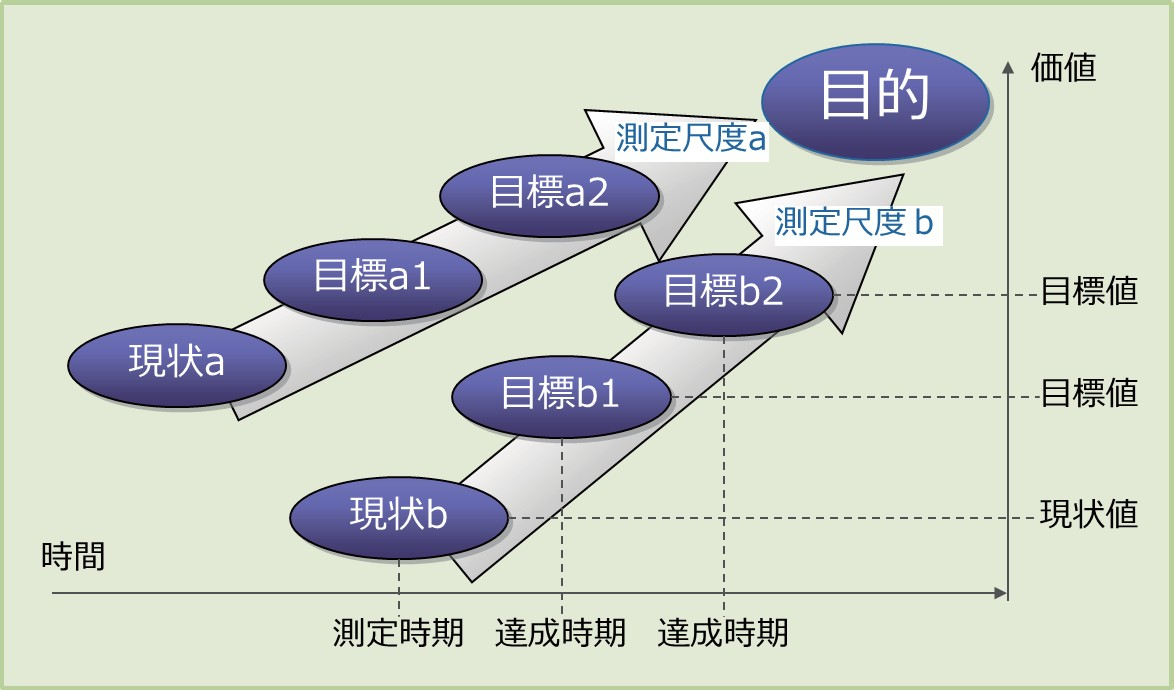 価値
目的
測定尺度a
目標a2
測定尺度 b
目標a1
目標b2
目標値
現状a
目標b1
目標値
現状b
現状値
時間
測定時期
達成時期
達成時期